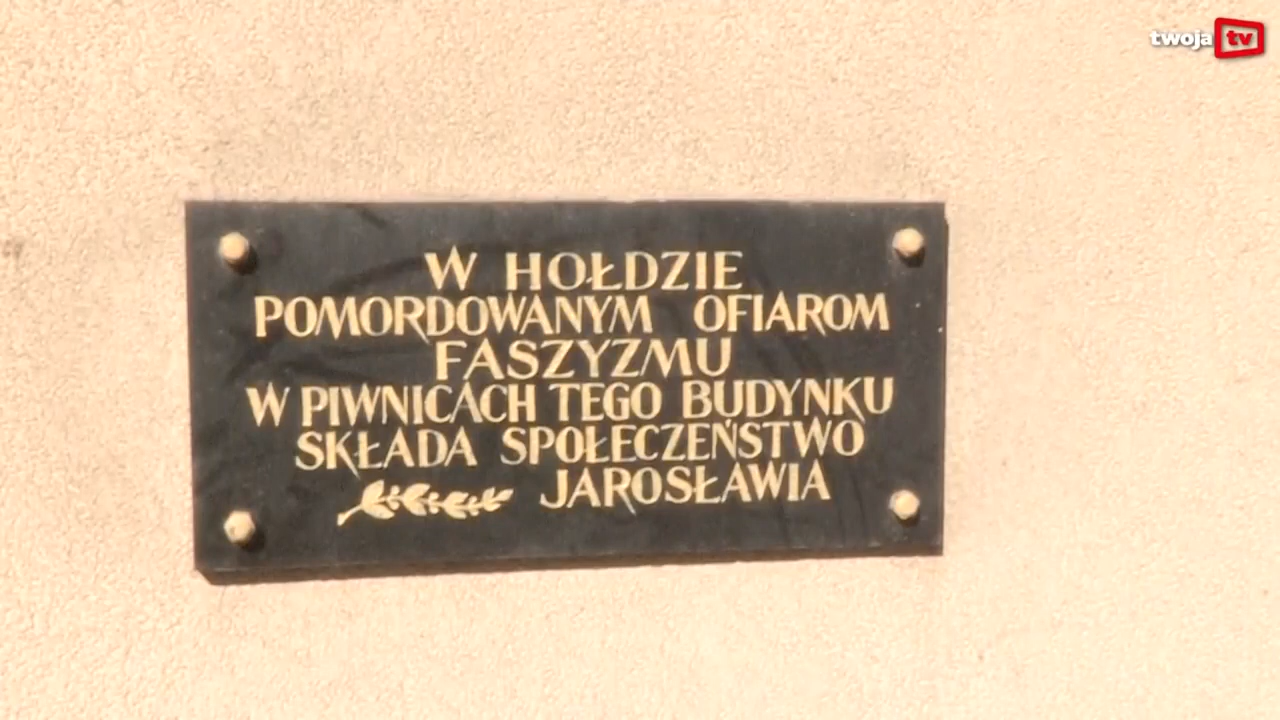 twoja tv
W HOŁDZIE
POMORDOWANYM OFIAROM
FASZYZMU
W PIWNICACH TEGO BUDYNKU
SKŁADA SPOŁECZEŃSTWO
JAROSŁAWIA